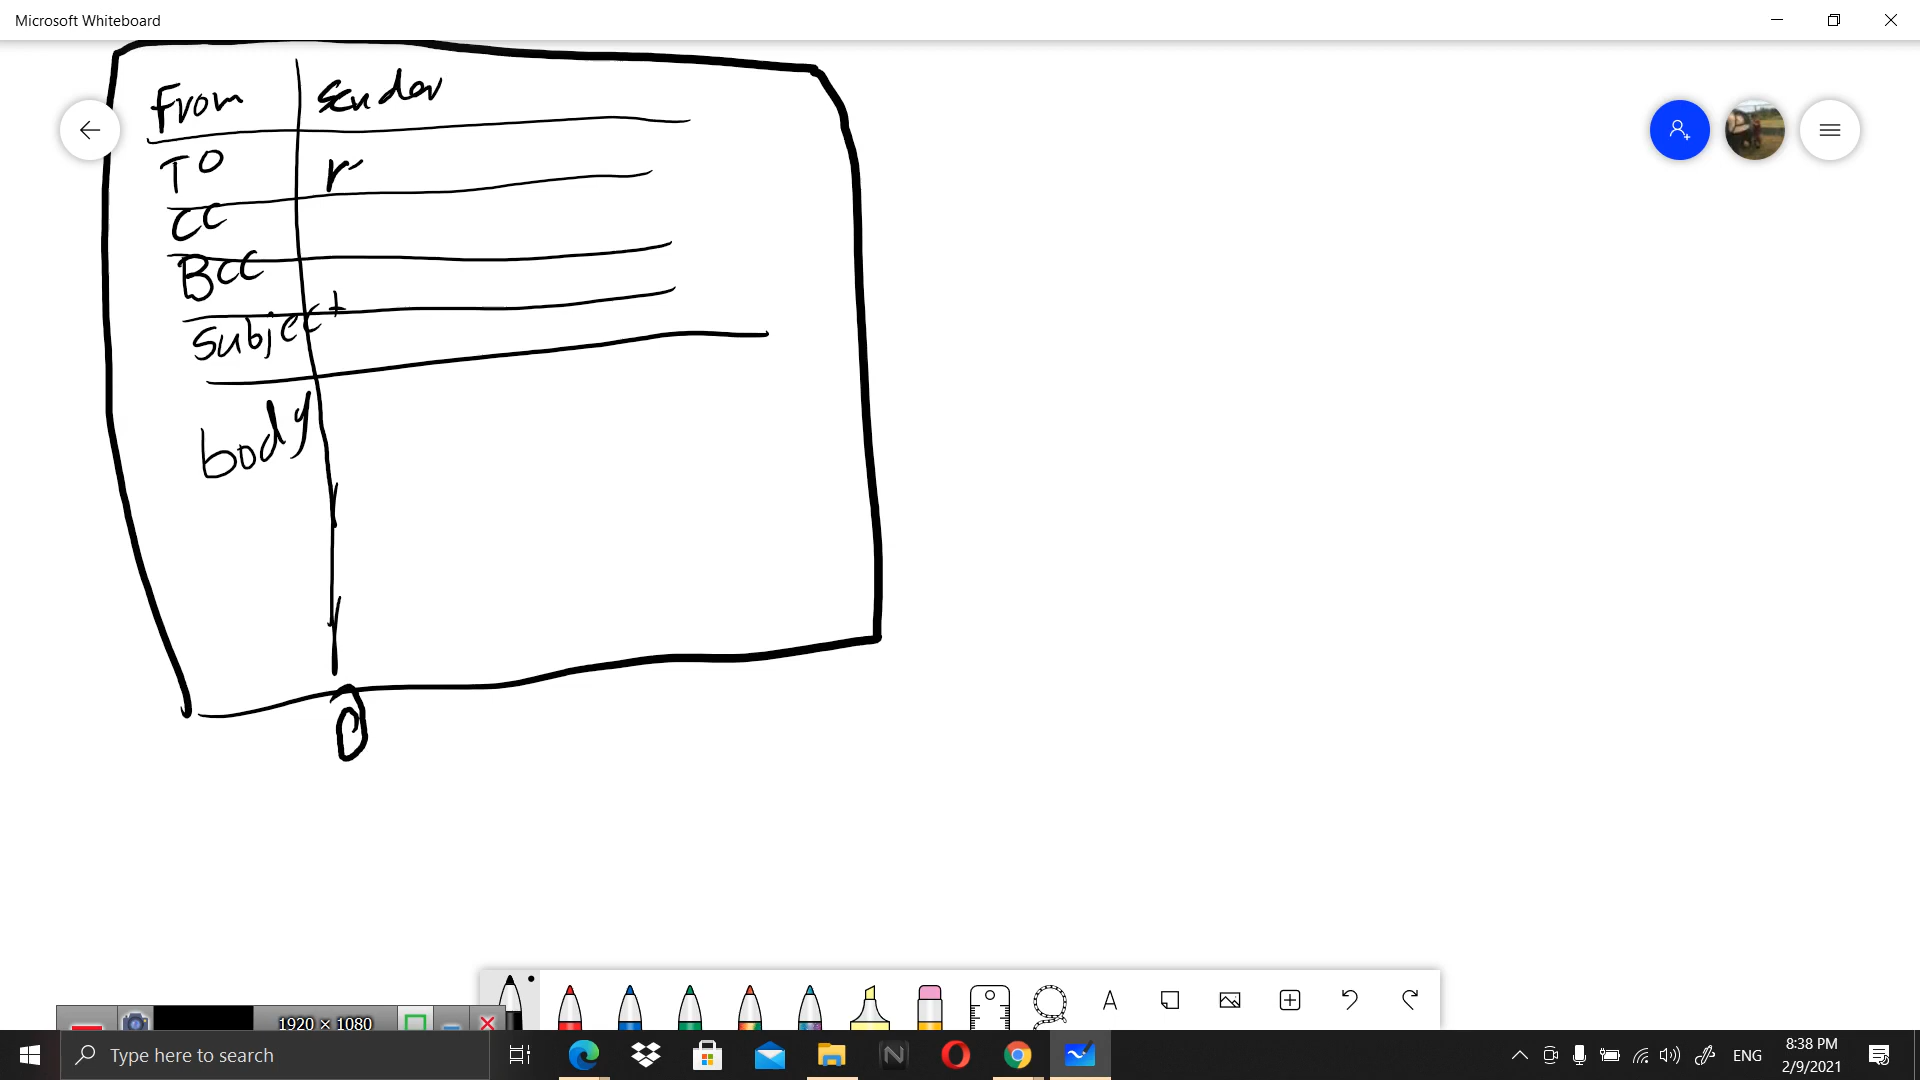 Microsoft Whiteboard
From sender
TO r
CC
BCC
Subject
body
1920 × 1080
Type here to search
ENG
8:38 PM
2/9/2021